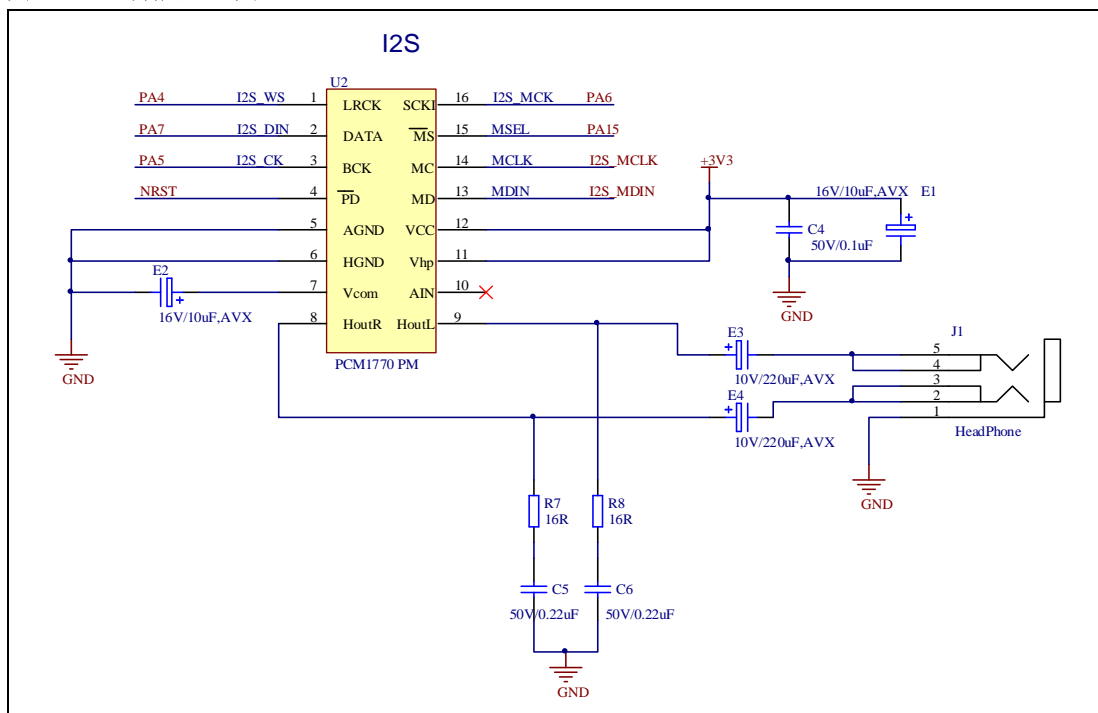 I2S
U2
PA4 I2S_WS 1 LRCK SCKI 16 I2S_MCK PA6
PA7 I2S_DIN 2 DATA MS 15 MSEL PA15
PA5 I2S_CK 3 BCK MC 14 MCLK I2S_MCLK
NRST 4 PD MD 13 MDIN I2S_MDIN
5 AGND VCC 12
6 HGND Vhp 11
7 Vcom AIN 10
8 HoutR HoutL 9
PCM1770 PM
+3V3
16V/10uF,AVX E1
C4
50V/0.1uF
GND
E2
16V/10uF,AVX
GND
E3
10V/220uF,AVX
E4
10V/220uF,AVX
J1
5
4
3
2
1
HeadPhone
GND
R7
16R
R8
16R
C5
50V/0.22uF
C6
50V/0.22uF
GND